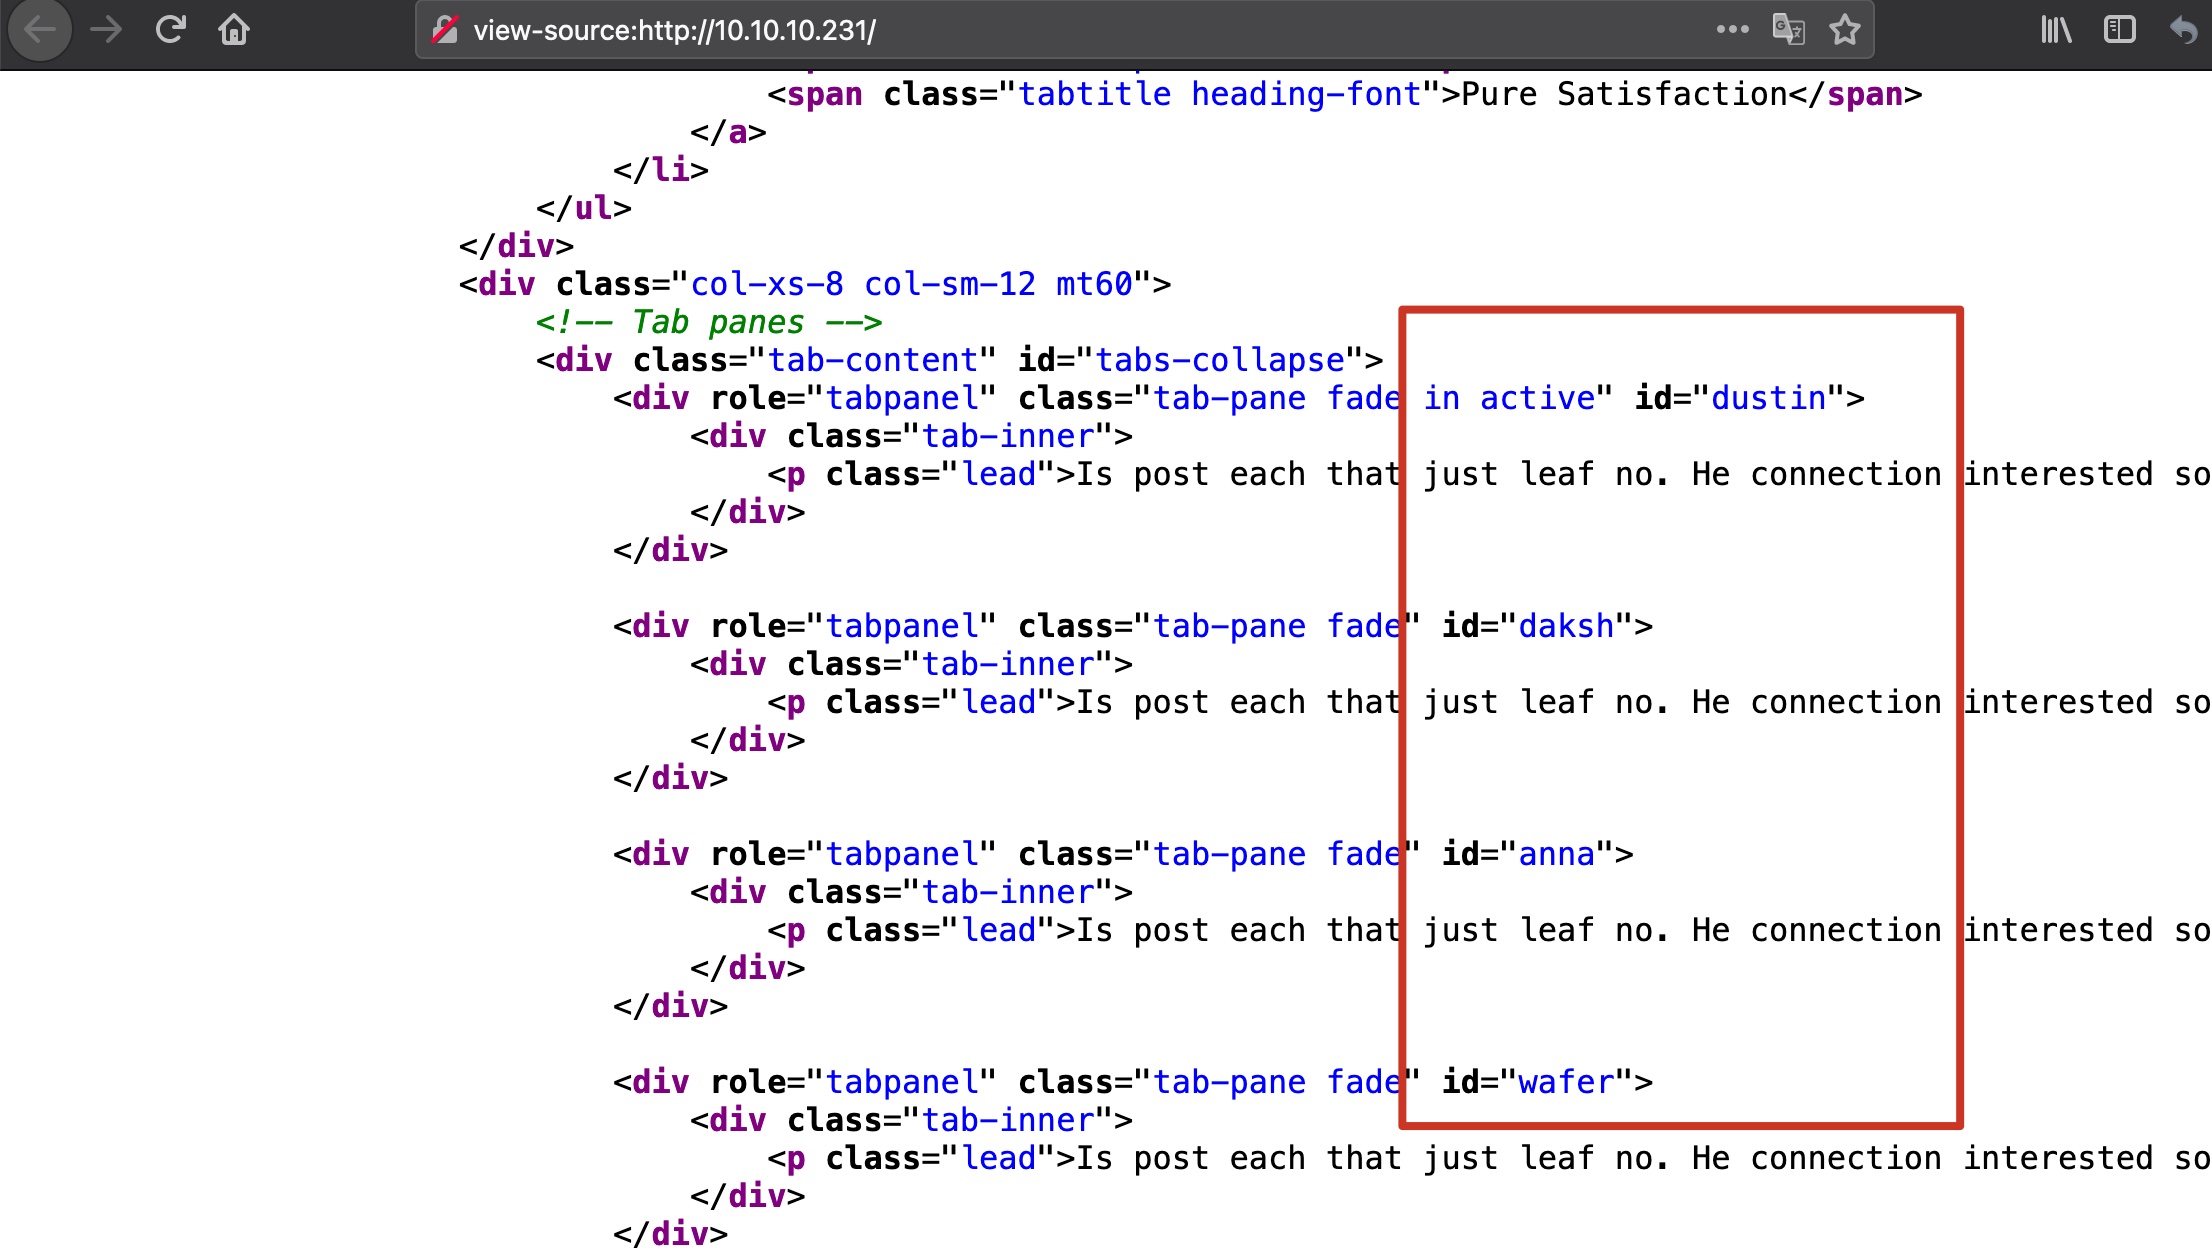 view-source:http://10.10.10.231/
<span class="tabtitle heading-font">Pure Satisfaction</span>
</a>
</li>
</ul>
</div>
<div class="col-xs-8 col-sm-12 mt60">
<!-- Tab panes -->
<div class="tab-content" id="tabs-collapse">
<div role="tabpanel" class="tab-pane fade in active" id="dustin">
<div class="tab-inner">
<p class="lead">Is post each that just leaf no. He connection interested so
</div>
</div>
<div role="tabpanel" class="tab-pane fade" id="daksh">
<div class="tab-inner">
<p class="lead">Is post each that just leaf no. He connection interested so
</div>
</div>
<div role="tabpanel" class="tab-pane fade" id="anna">
<div class="tab-inner">
<p class="lead">Is post each that just leaf no. He connection interested so
</div>
</div>
<div role="tabpanel" class="tab-pane fade" id="wafer">
<div class="tab-inner">
<p class="lead">Is post each that just leaf no. He connection interested so
</div>
</div>